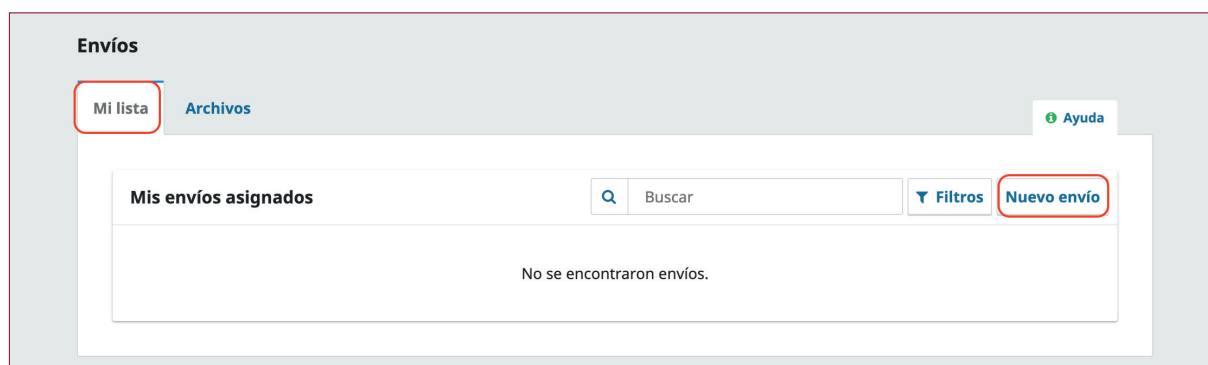 Envíos
Mi lista Archivos
Ayuda
Mis envíos asignados Buscar Filtros Nuevo envío
No se encontraron envíos.